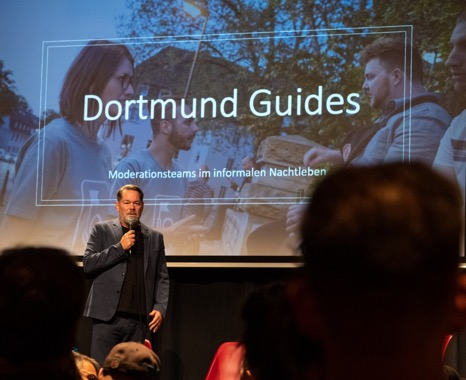 Dortmund Guides
Moderationsteams im informalen Nachtleben